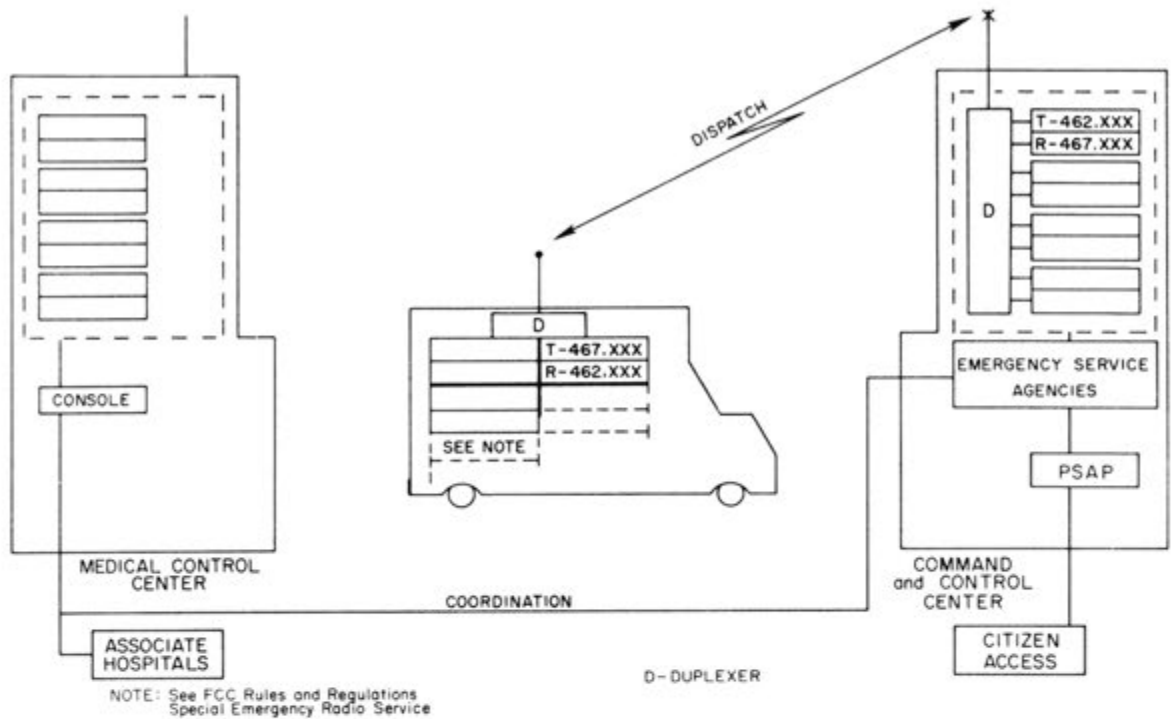 DISPATCH
T-462.XXX
R-467.XXX
D
D
T-467.XXX
R-462.XXX
SEE NOTE
CONSOLE
EMERGENCY SERVICE
AGENCIES
PSAP
MEDICAL CONTROL
CENTER
COMMAND
and CONTROL
CENTER
COORDINATION
ASSOCIATE
HOSPITALS
CITIZEN
ACCESS
D-DUPLEXER
NOTE: See FCC Rules and Regulations
Special Emergency Radio Service